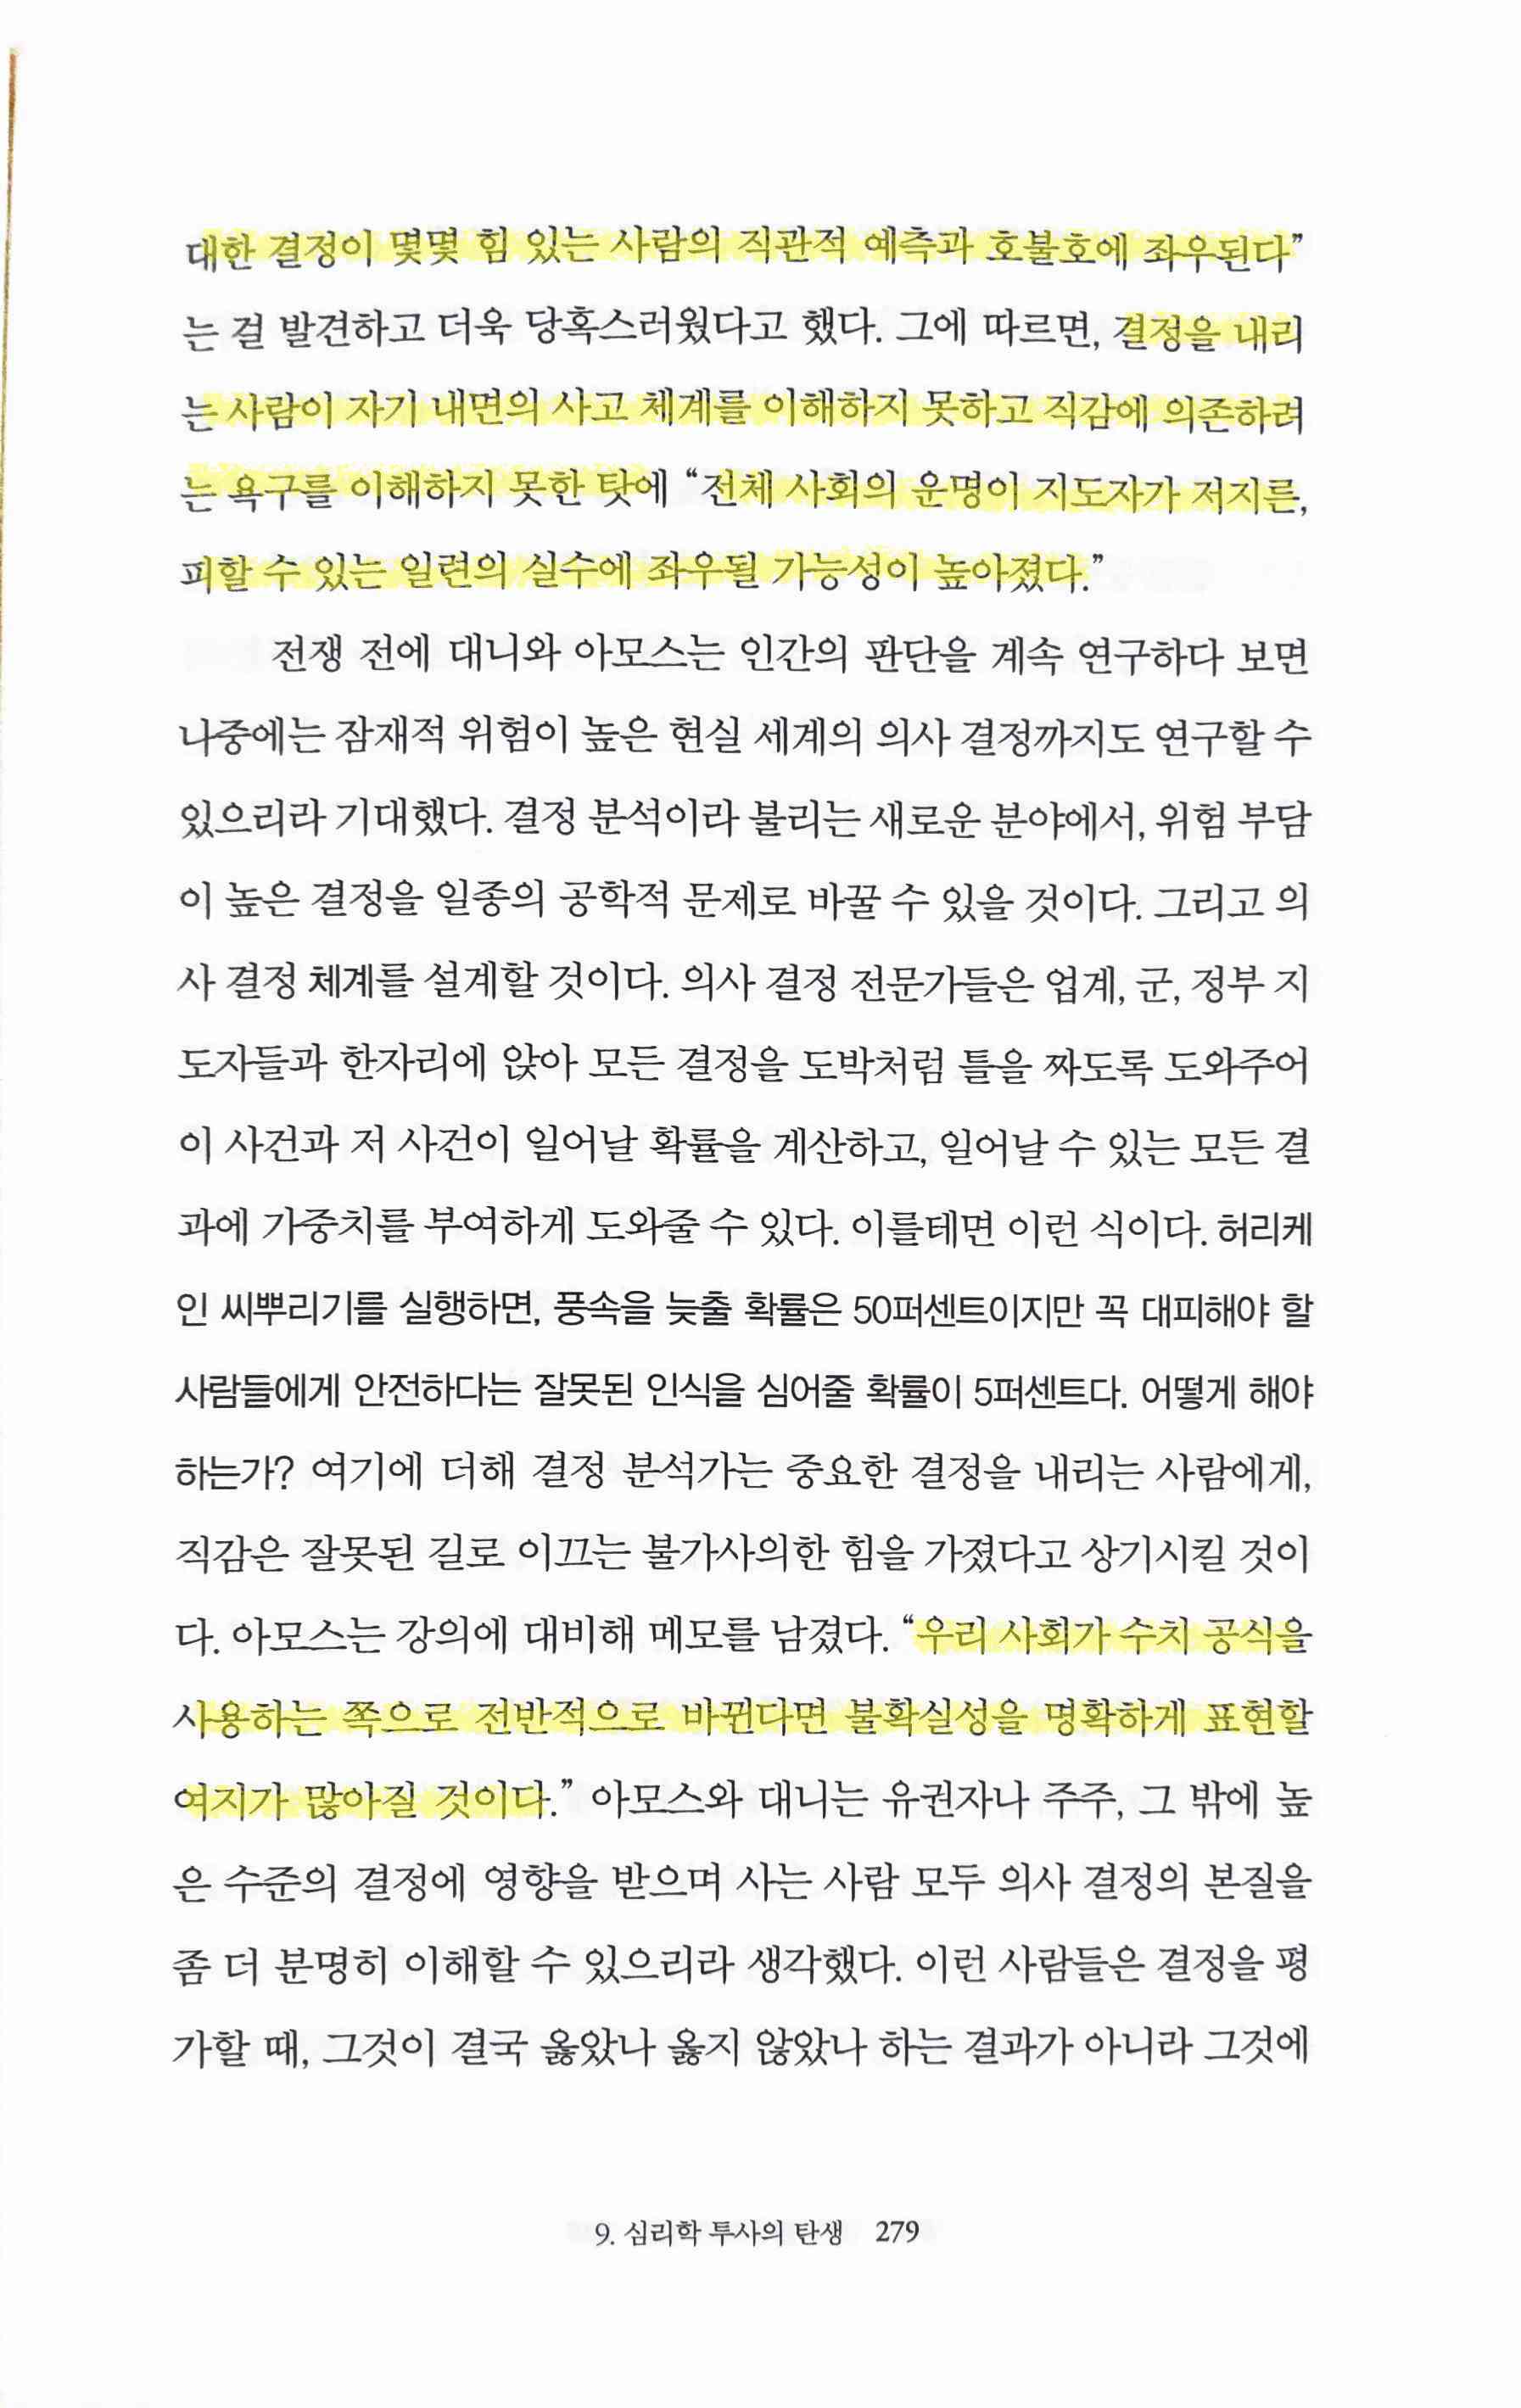 대한 결정이 몇몇 힘 있는 사람의 직관적 예측과 호불호에 좌우된다”
는 걸 발견하고 더욱 당혹스러웠다고 했다. 그에 따르면, 결정을 내리
는 사람이 자기 내면의 사고 체계를 이해하지 못하고 직감에 의존하려
는 욕구를 이해하지 못한 탓에 “전체 사회의 운명이 지도자가 저지른,
피할 수 있는 일련의 실수에 좌우될 가능성이 높아졌다.”
전쟁 전에 대니와 아모스는 인간의 판단을 계속 연구하다 보면
나중에는 잠재적 위험이 높은 현실 세계의 의사 결정까지도 연구할 수
있으리라 기대했다. 결정 분석이라 불리는 새로운 분야에서, 위험 부담
이 높은 결정을 일종의 공학적 문제로 바꿀 수 있을 것이다. 그리고 의
사 결정 체계를 설계할 것이다. 의사 결정 전문가들은 업계, 군, 정부 지
도자들과 한자리에 앉아 모든 결정을 도박처럼 틀을 짜도록 도와주어
이 사건과 저 사건이 일어날 확률을 계산하고, 일어날 수 있는 모든 결
과에 가중치를 부여하게 도와줄 수 있다. 이를테면 이런 식이다. 허리케
인 씨뿌리기를 실행하면, 풍속을 늦출 확률은 50퍼센트이지만 꼭 대피해야 할
사람들에게 안전하다는 잘못된 인식을 심어줄 확률이 5퍼센트다. 어떻게 해야
하는가? 여기에 더해 결정 분석가는 중요한 결정을 내리는 사람에게,
직감은 잘못된 길로 이끄는 불가사의한 힘을 가졌다고 상기시킬 것이
다. 아모스는 강의에 대비해 메모를 남겼다. “우리 사회가 수치 공식을
사용하는 쪽으로 전반적으로 바뀐다면 불확실성을 명확하게 표현할
여지가 많아질 것이다.” 아모스와 대니는 유권자나 주주, 그 밖에 높
은 수준의 결정에 영향을 받으며 사는 사람 모두 의사 결정의 본질을
좀 더 분명히 이해할 수 있으리라 생각했다. 이런 사람들은 결정을 평
가할 때, 그것이 결국 옳았나 옳지 않았나 하는 결과가 아니라 그것에
9. 심리학 투사의 탄생 279